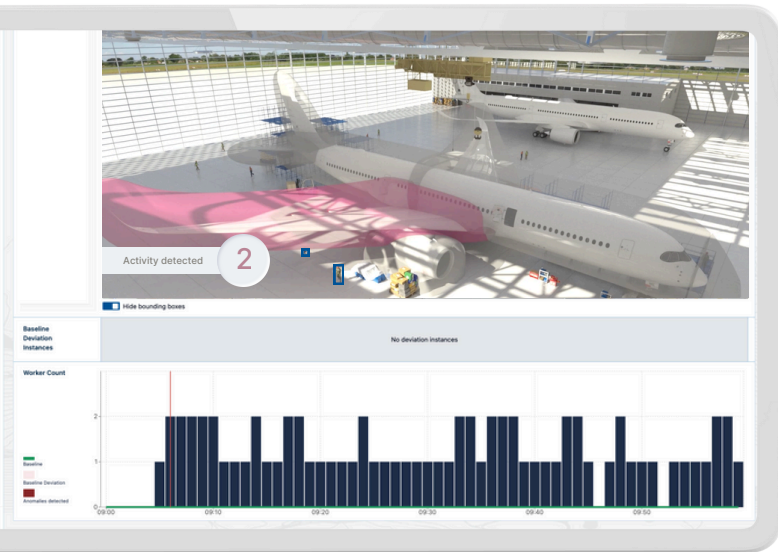 Activity detected
2
Hide bounding boxes
Baseline
Deviation
Instances
No deviation instances
Worker Count
2
1
0
Baseline
Baseline Deviation
Anomalies detected
09:00 09:10 09:20 09:30 09:40 09:50